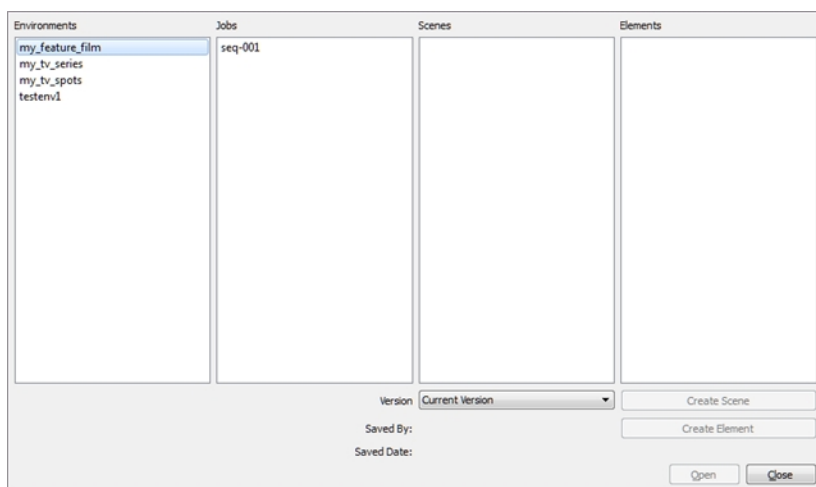 Environments Jobs Scenes Elements
my_feature_film seq-001
my_tv_series
my_tv_spots
testenv1
Version Current Version Create Scene
Saved By: Create Element
Saved Date:
Open Close